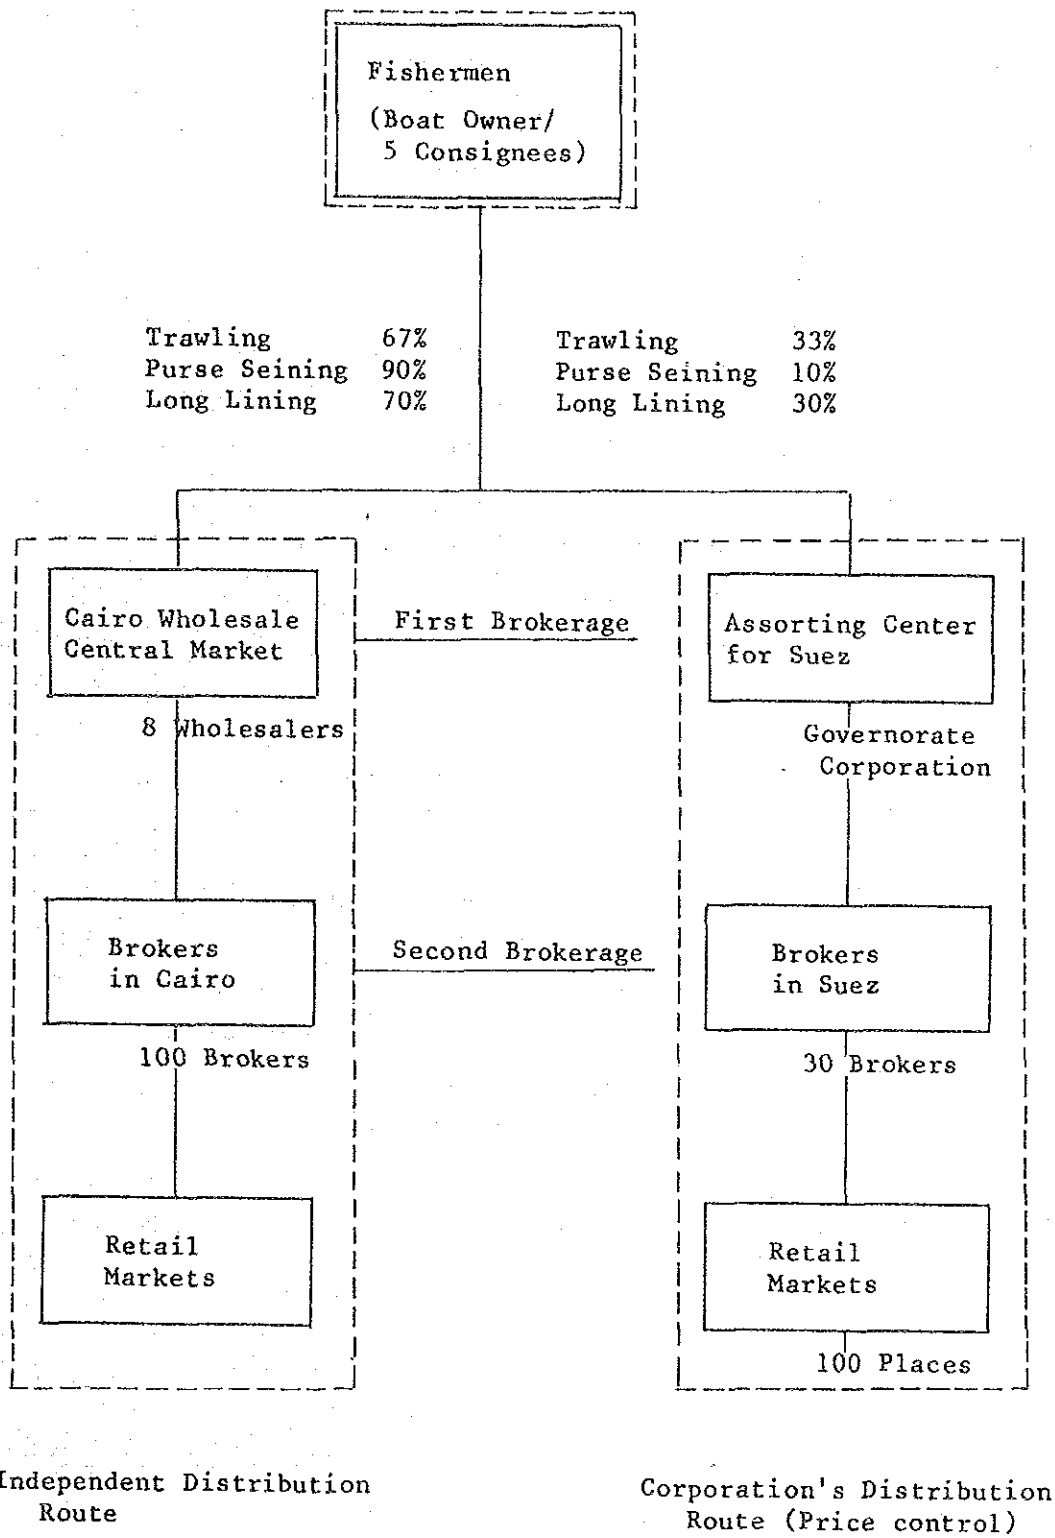 Fishermen
(Boat Owner/
5 Consignees)
Trawling 67%
Purse Seining 90%
Long Lining 70%
Trawling 33%
Purse Seining 10%
Long Lining 30%
Cairo Wholesale
Central Market
First Brokerage
Assorting Center
for Suez
8 Wholesalers
Governorate
Corporation
Brokers
in Cairo
Second Brokerage
Brokers
in Suez
100 Brokers
30 Brokers
Retail
Markets
Retail
Markets
100 Places
Independent Distribution
Route
Corporation's Distribution
Route (Price control)